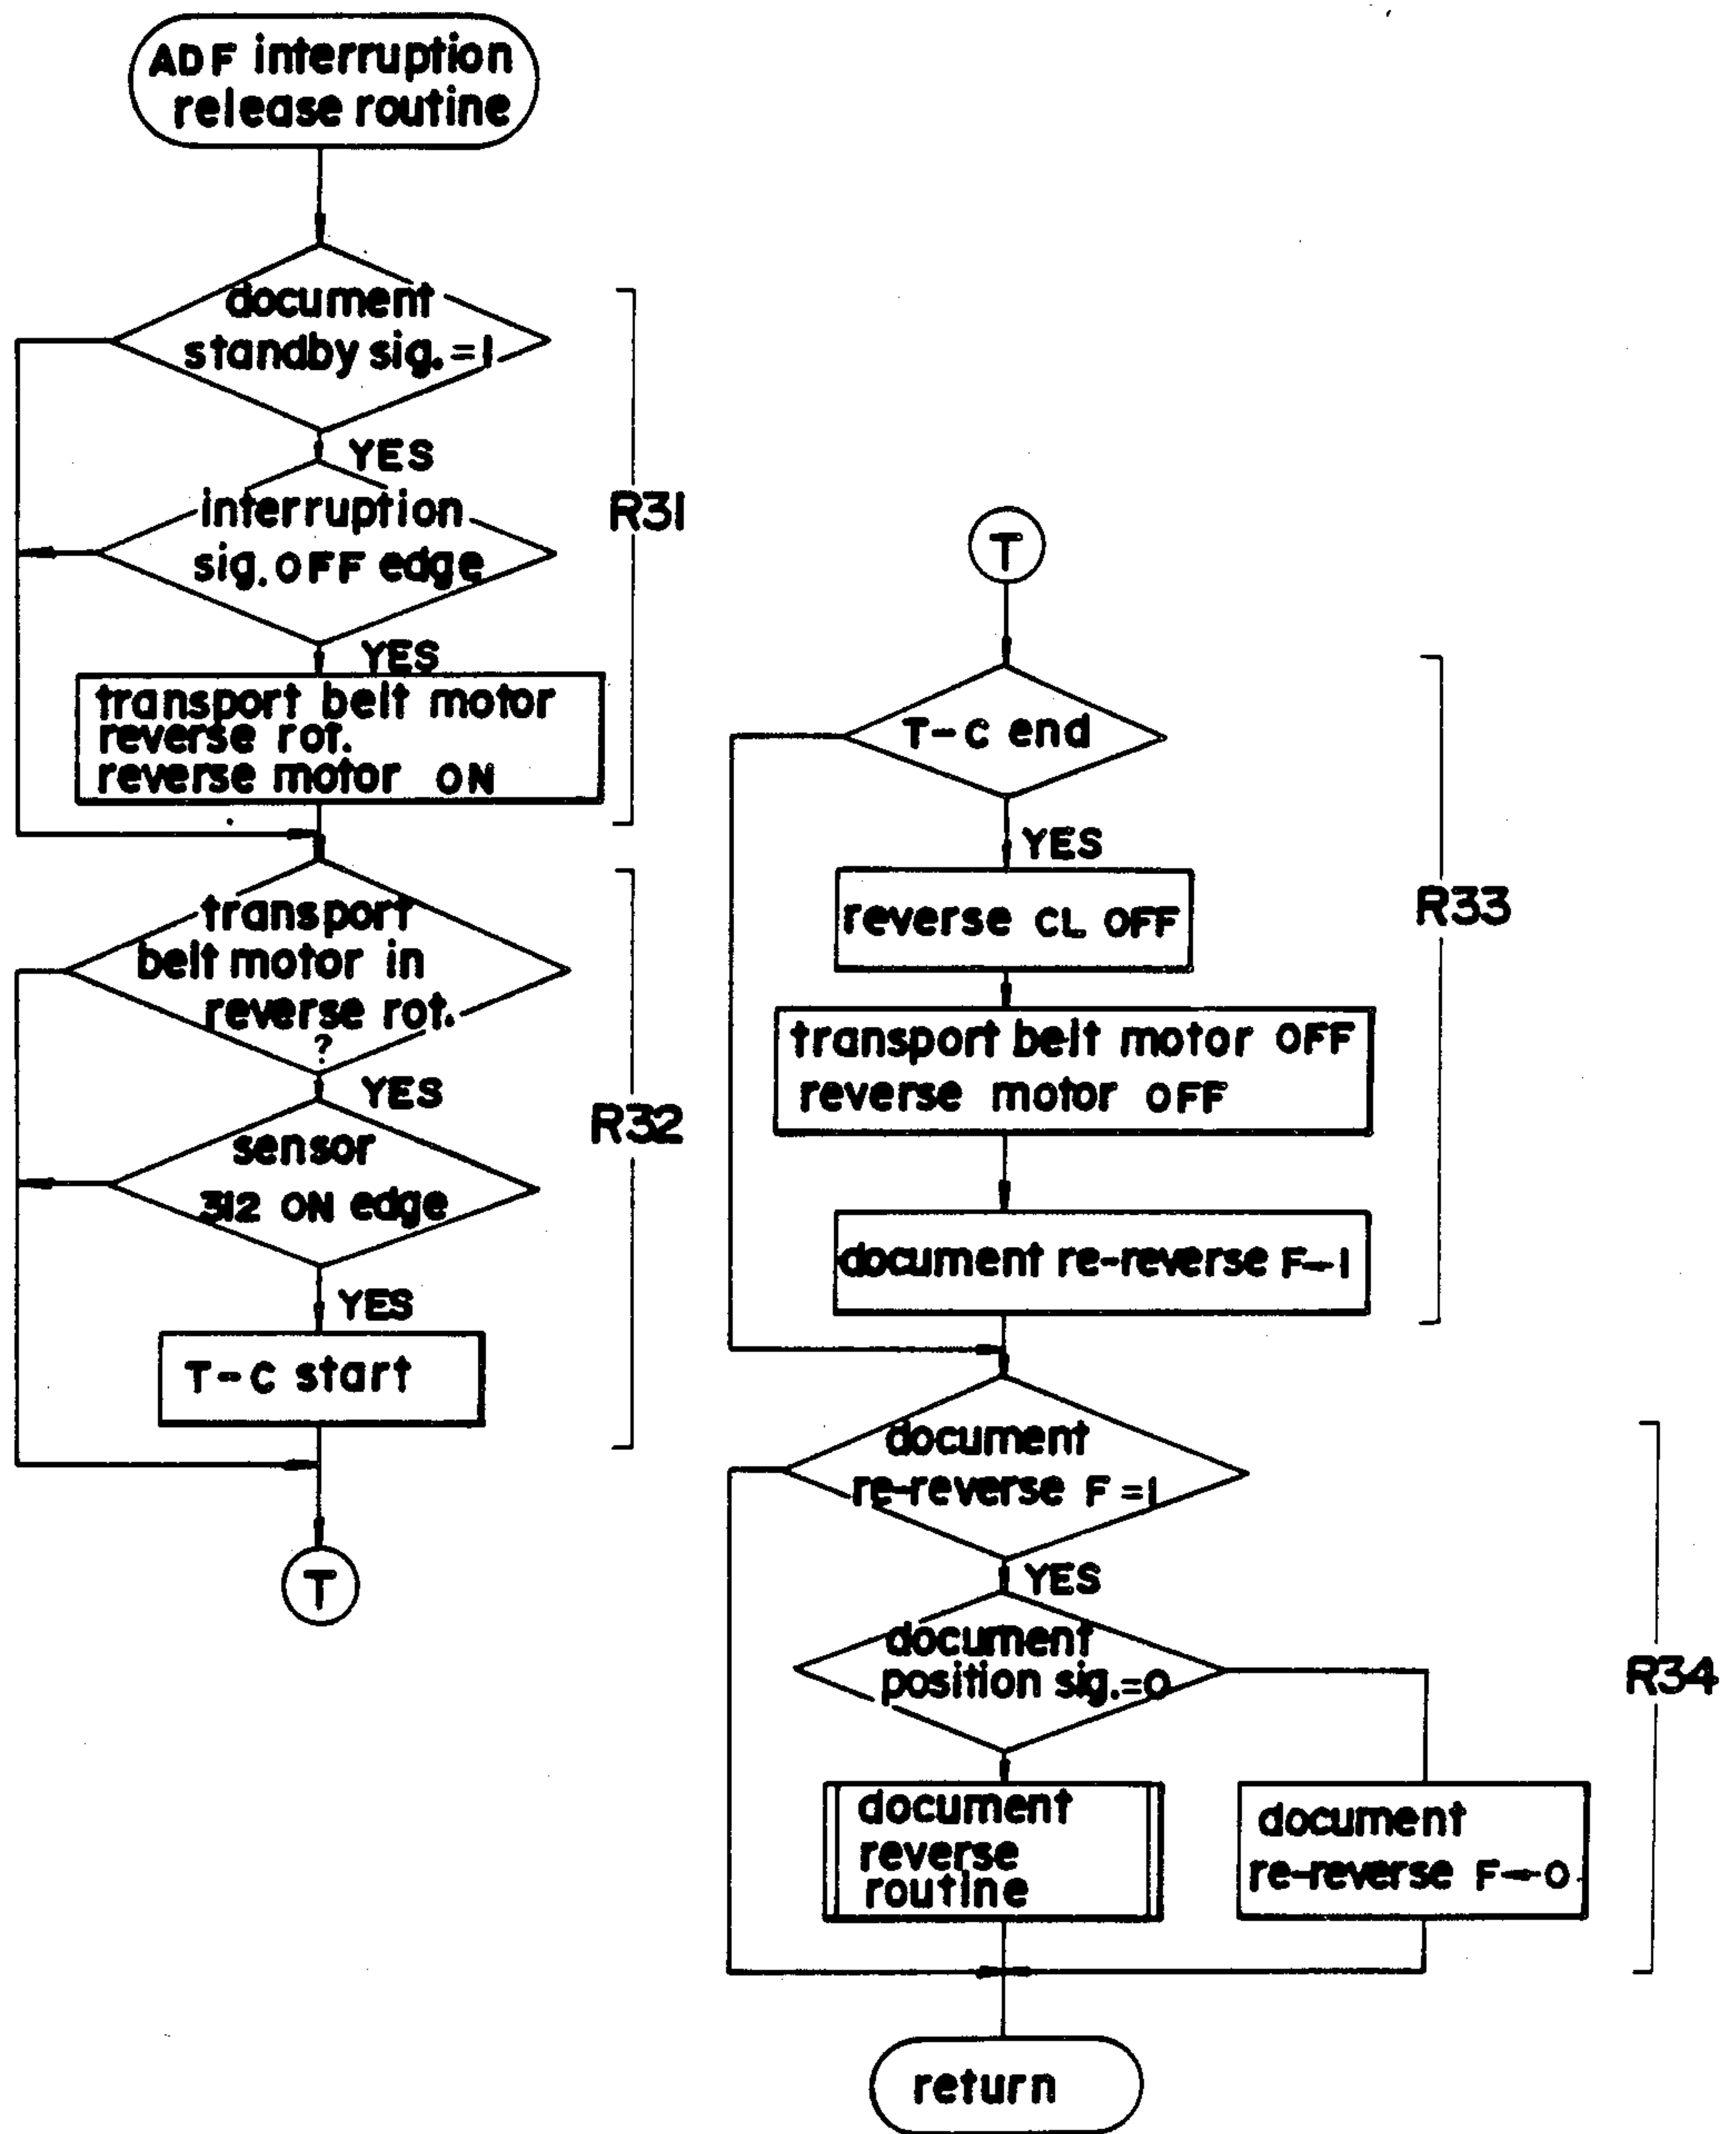 ADF interruption
release routine
document
standby sig.=1
YES
interruption
sig. OFF edge
YES
transport belt motor
reverse rot.
reverse motor ON
R31
transport
belt motor in
reverse rot.
?
YES
sensor
312 ON edge
YES
T-C start
R32
T
T
T-C end
YES
reverse CL OFF
transport belt motor OFF
reverse motor OFF
document re-reverse F←1
R33
document
re-reverse F=1
YES
document
position sig.=0
document
reverse
routine
document
re-reverse F←0
R34
return